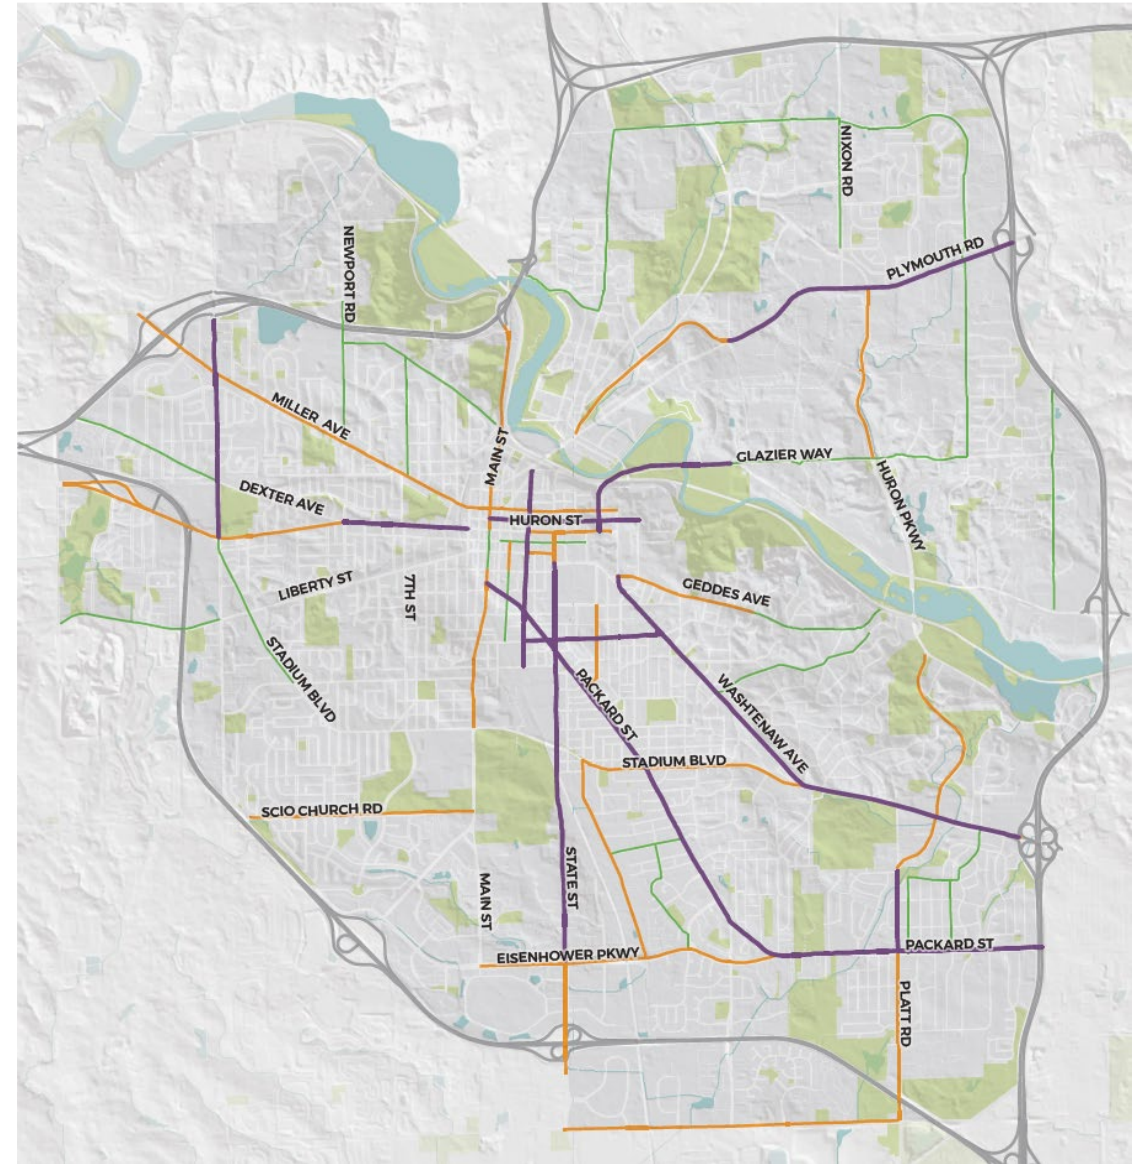 NIXON RD
NEWPORT RD
PLYMOUTH RD
MILLER AVE
MAIN ST
GLAZIER WAY
HURON PKWY
DEXTER AVE
HURON ST
LIBERTY ST
7TH ST
GEDDES AVE
STADIUM BLVD
PACKARD ST
WASHTENAW AVE
STADIUM BLVD
SCIO CHURCH RD
STATE ST
MAIN ST
EISENHOWER PKWY
PACKARD ST
PLATT RD